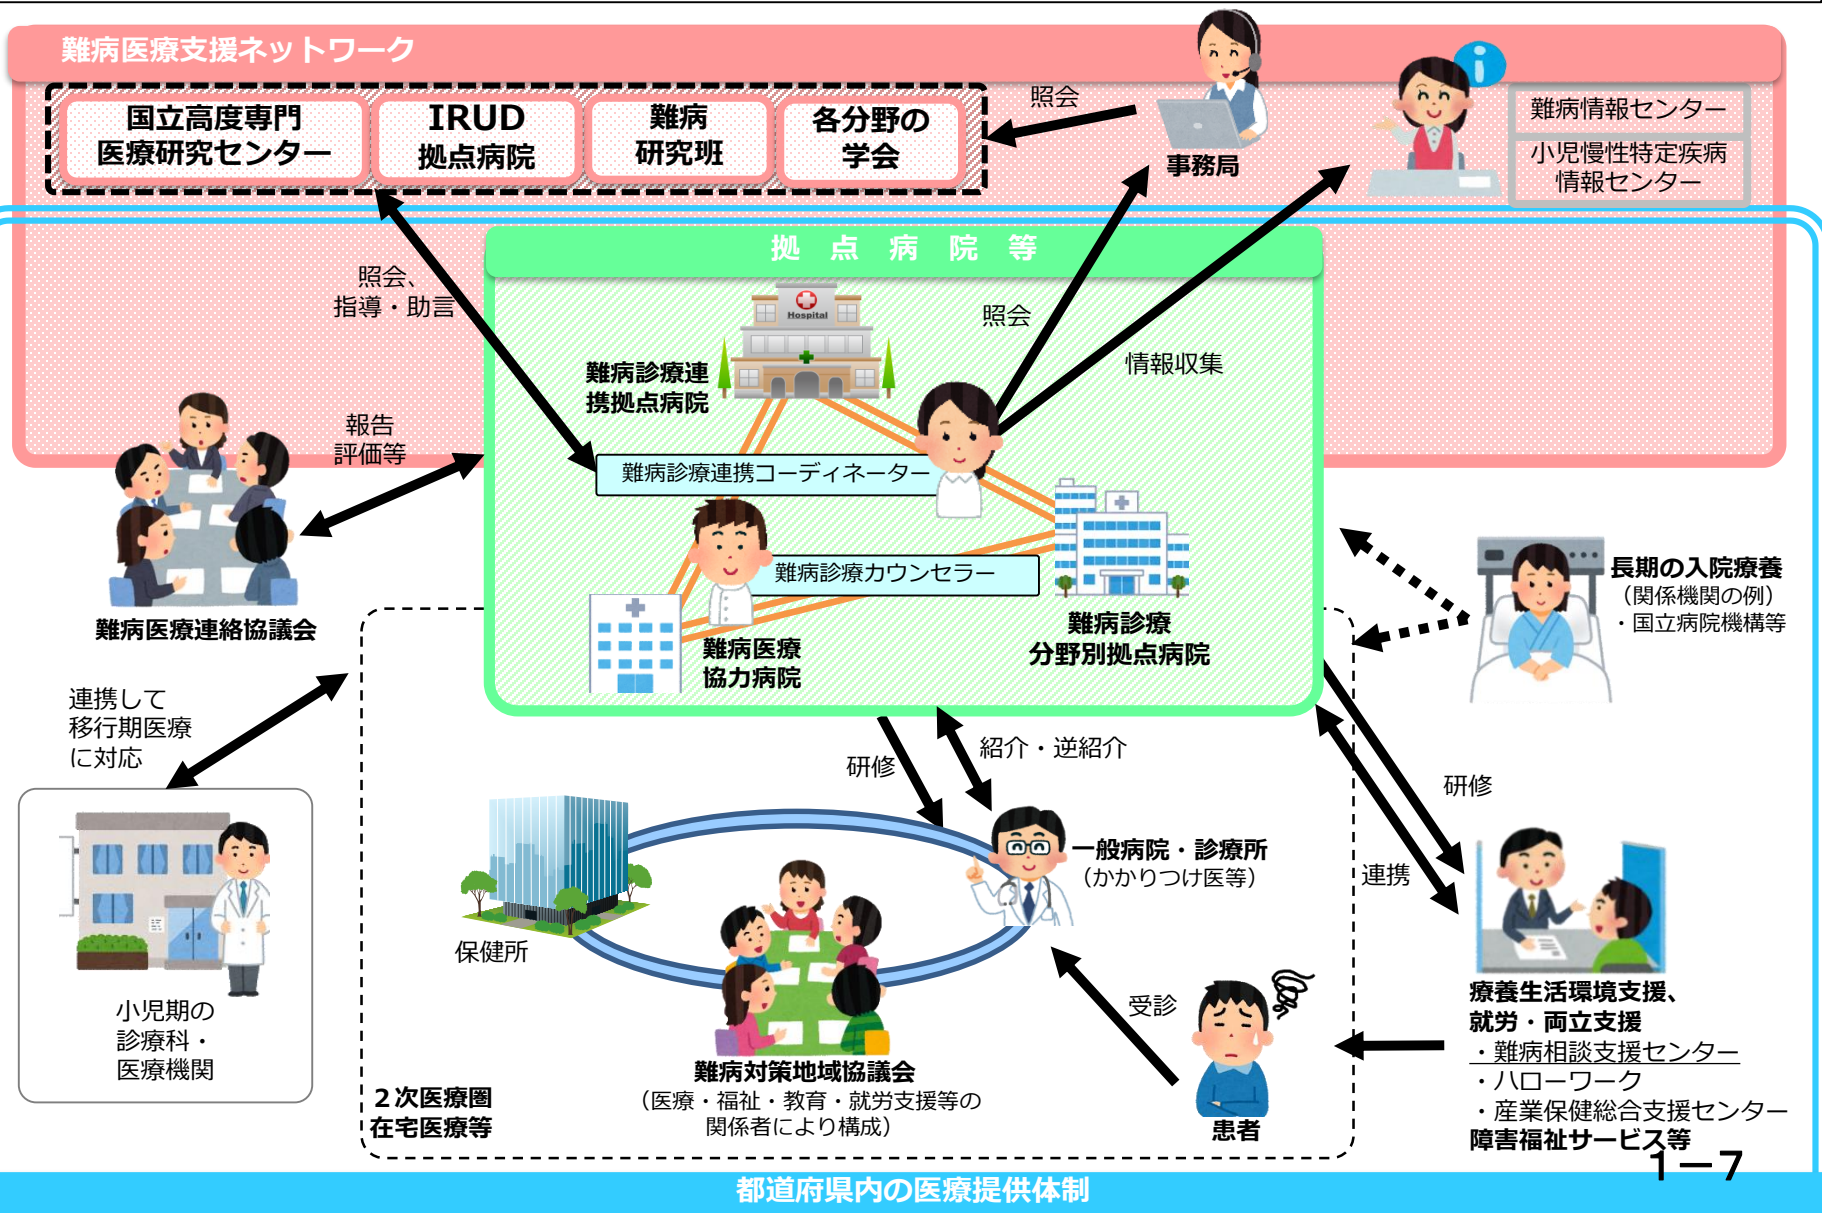 難病医療支援ネットワーク
国立高度専門
医療研究センター
IRUD
拠点病院
難病
研究班
各分野の
学会
照会
事務局
難病情報センター
小児慢性特定疾病
情報センター
拠点病院等
照会、
指導・助言
照会
情報収集
Hospital
難病診療連
携拠点病院
報告
評価等
難病診療連携コーディネーター
難病診療カウンセラー
難病医療連絡協議会
難病医療
協力病院
難病診療
分野別拠点病院
長期の入院療養
（関係機関の例）
・国立病院機構等
連携して
移行期医療
に対応
研修
紹介・逆紹介
研修
連携
一般病院・診療所
（かかりつけ医等）
保健所
受診
小児期の
診療科・
医療機関
難病対策地域協議会
（医療・福祉・教育・就労支援等の
関係者により構成）
２次医療圏
在宅医療等
患者
療養生活環境支援、
就労・両立支援
・難病相談支援センター
・ハローワーク
・産業保健総合支援センター
障害福祉サービス等
1－7
都道府県内の医療提供体制